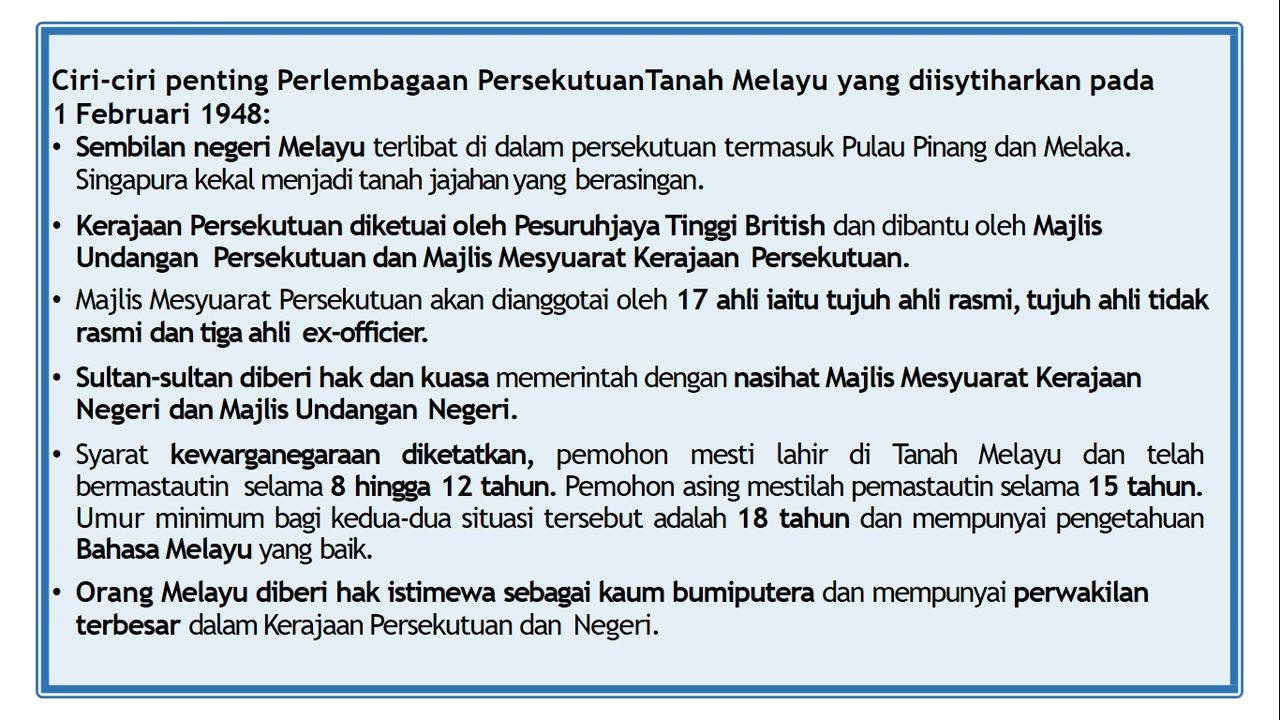 Ciri-ciri penting Perlembagaan PersekutuanTanah Melayu yang diisytiharkan pada
1 Februari 1948:
• Sembilan negeri Melayu terlibat di dalam persekutuan termasuk Pulau Pinang dan Melaka.
Singapura kekal menjadi tanah jajahan yang berasingan.
• Kerajaan Persekutuan diketuai oleh Pesuruhjaya Tinggi British dan dibantu oleh Majlis
Undangan Persekutuan dan Majlis Mesyuarat Kerajaan Persekutuan.
• Majlis Mesyuarat Persekutuan akan dianggotai oleh 17 ahli iaitu tujuh ahli rasmi, tujuh ahli tidak
rasmi dan tiga ahli ex-officier.
• Sultan-sultan diberi hak dan kuasa memerintah dengan nasihat Majlis Mesyuarat Kerajaan
Negeri dan Majlis Undangan Negeri.
• Syarat kewarganegaraan diketatkan, pemohon mesti lahir di Tanah Melayu dan telah
bermastautin selama 8 hingga 12 tahun. Pemohon asing mestilah pemastautin selama 15 tahun.
Umur minimum bagi kedua-dua situasi tersebut adalah 18 tahun dan mempunyai pengetahuan
Bahasa Melayu yang baik.
• Orang Melayu diberi hak istimewa sebagai kaum bumiputera dan mempunyai perwakilan
terbesar dalam Kerajaan Persekutuan dan Negeri.